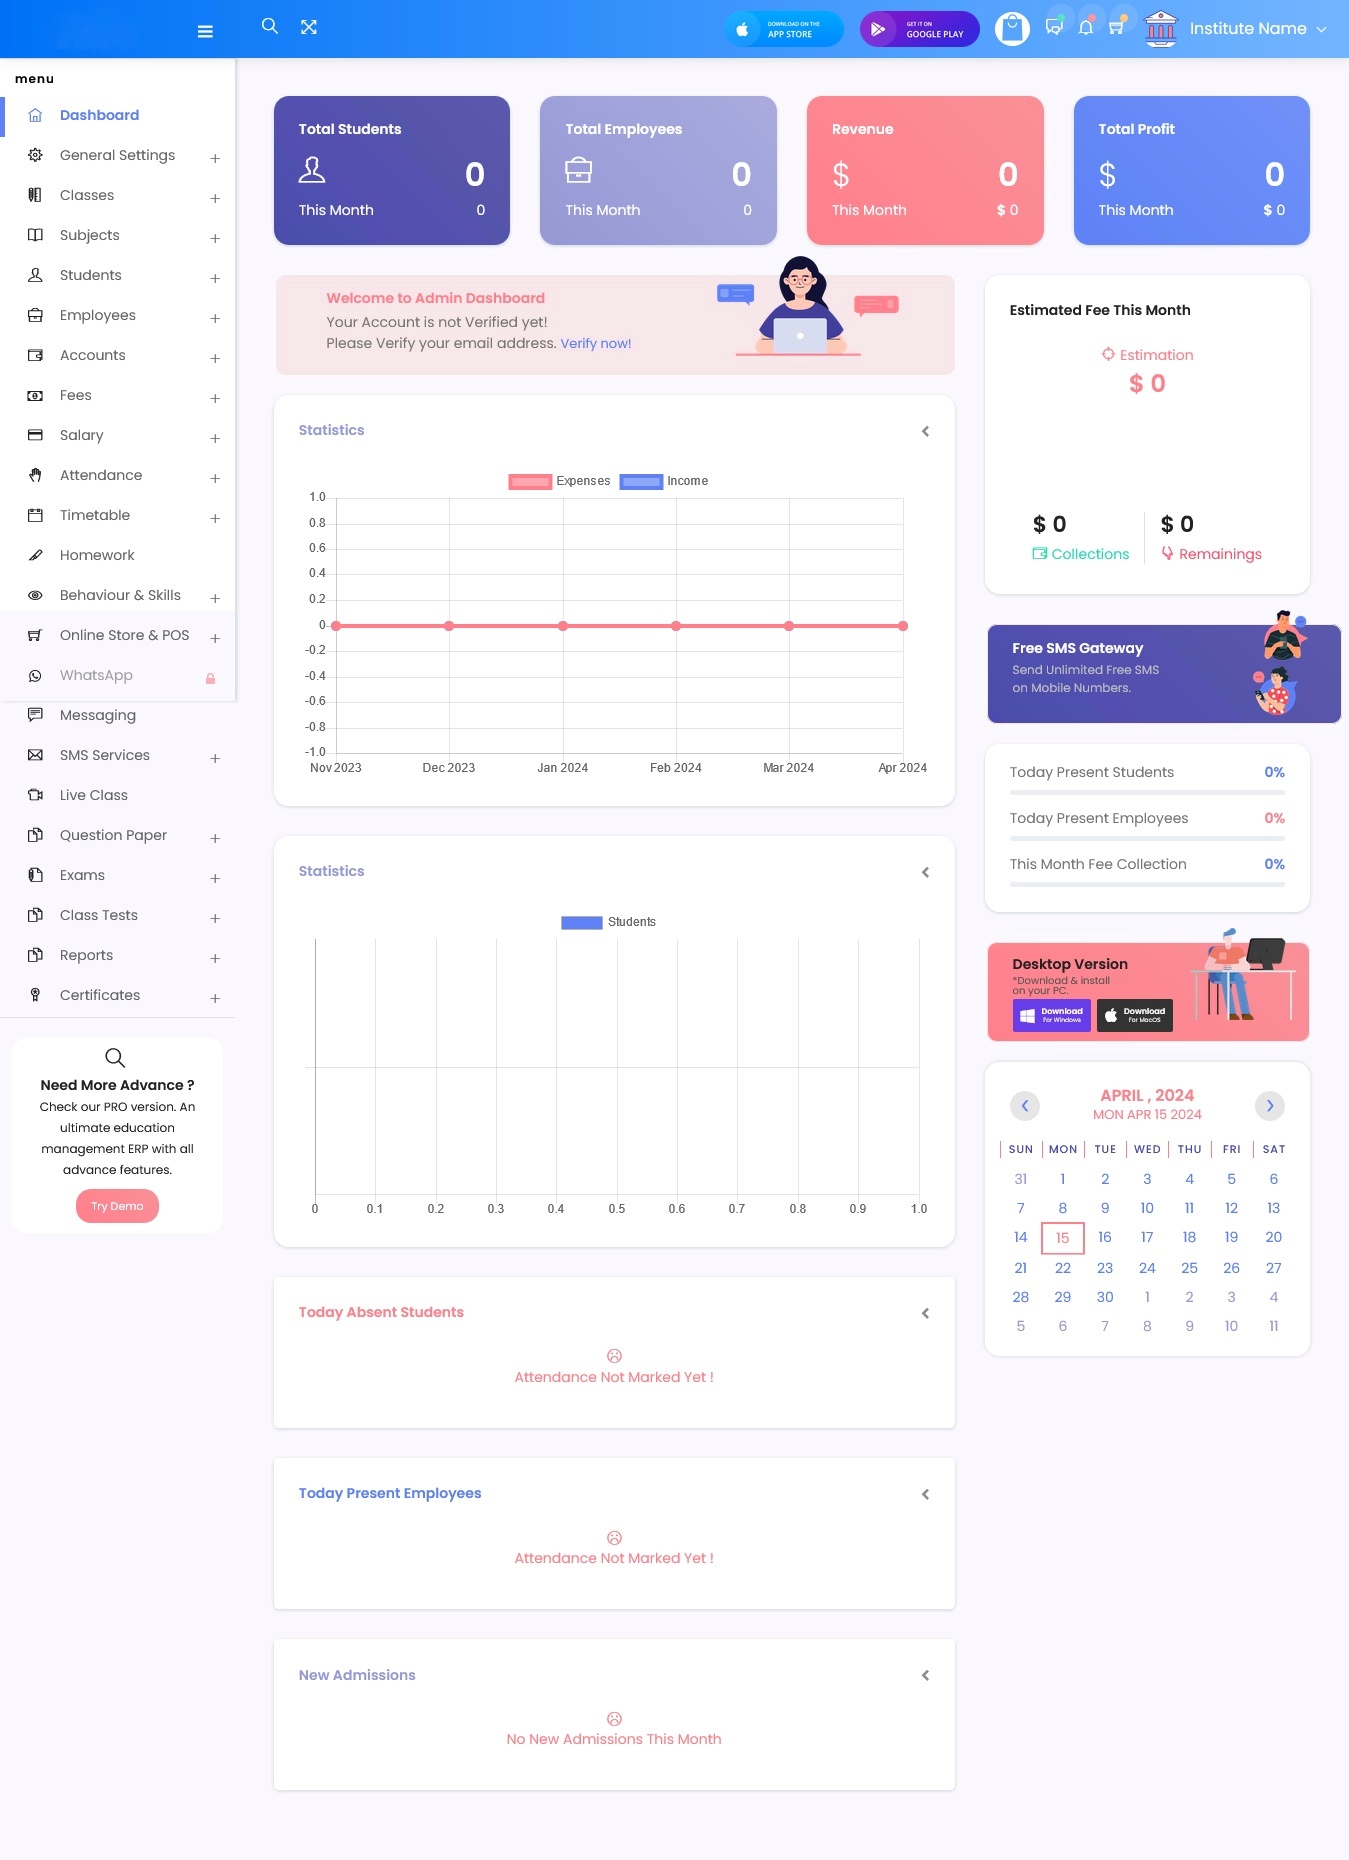 DOWNLOAD ON THE
APP STORE
GET IT ON
GOOGLE PLAY
Institute Name
menu
Dashboard
General Settings
Classes
Subjects
Students
Employees
Accounts
Fees
Salary
Attendance
Timetable
Homework
Behaviour & Skills
Online Store & POS
WhatsApp
Messaging
SMS Services
Live Class
Question Paper
Exams
Class Tests
Reports
Certificates
Need More Advance ?
Check our PRO version. An
ultimate education
management ERP with all
advance features.
Try Demo
Total Students
0
This Month 0
Total Employees
0
This Month 0
Revenue
$ 0
This Month $ 0
Total Profit
$ 0
This Month $ 0
Welcome to Admin Dashboard
Your Account is not Verified yet!
Please Verify your email address. Verify now!
Statistics
Expenses Income
1.0
0.8
0.6
0.4
0.2
0
-0.2
-0.4
-0.6
-0.8
-1.0
Nov 2023 Dec 2023 Jan 2024 Feb 2024 Mar 2024 Apr 2024
Statistics
Students
0 0.1 0.2 0.3 0.4 0.5 0.6 0.7 0.8 0.9 1.0
Today Absent Students
Attendance Not Marked Yet !
Today Present Employees
Attendance Not Marked Yet !
New Admissions
No New Admissions This Month
Estimated Fee This Month
Estimation
$ 0
$ 0 $ 0
Collections Remainings
Free SMS Gateway
Send Unlimited Free SMS
on Mobile Numbers.
Today Present Students 0%
Today Present Employees 0%
This Month Fee Collection 0%
Desktop Version
*Download & install
on your PC.
Download
For Windows
Download
For MacOS
APRIL , 2024
MON APR 15 2024
SUN MON TUE WED THU FRI SAT
31 1 2 3 4 5 6
7 8 9 10 11 12 13
14 15 16 17 18 19 20
21 22 23 24 25 26 27
28 29 30 1 2 3 4
5 6 7 8 9 10 11